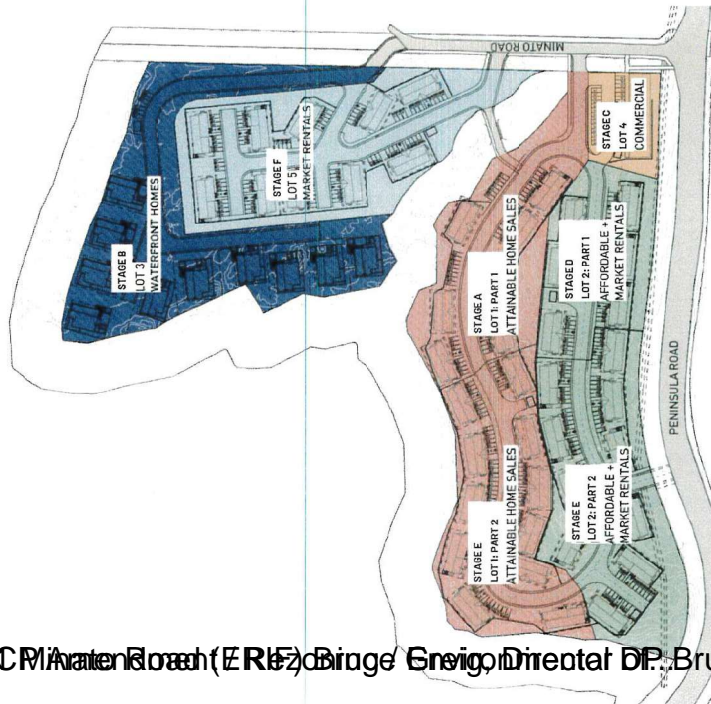 MINATO ROAD
STAGE B
LOT 3
WATERFRONT HOMES
STAGE F
LOT 5
MARKET RENTALS
STAGE C
LOT 4
COMMERCIAL
STAGE A
LOT 1: PART 1
ATTAINABLE HOME SALES
STAGE D
LOT 2: PART 1
AFFORDABLE +
MARKET RENTALS
STAGE E
LOT 1: PART 2
ATTAINABLE HOME SALES
STAGE E
LOT 2: PART 2
AFFORDABLE +
MARKET RENTALS
PENINSULA ROAD